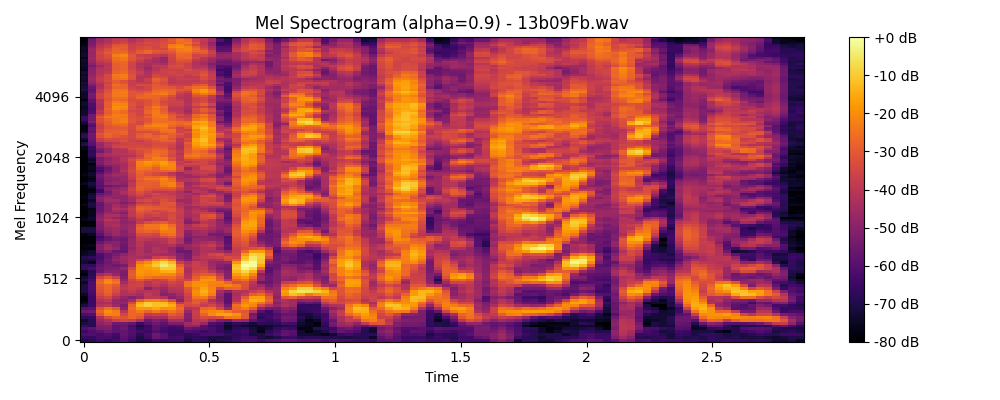 Mel Spectrogram (alpha=0.9) - 13b09Fb.wav
Mel Frequency
4096
2048
1024
512
0
0
0.5
1
1.5
2
2.5
Time
+0 dB
-10 dB
-20 dB
-30 dB
-40 dB
-50 dB
-60 dB
-70 dB
-80 dB